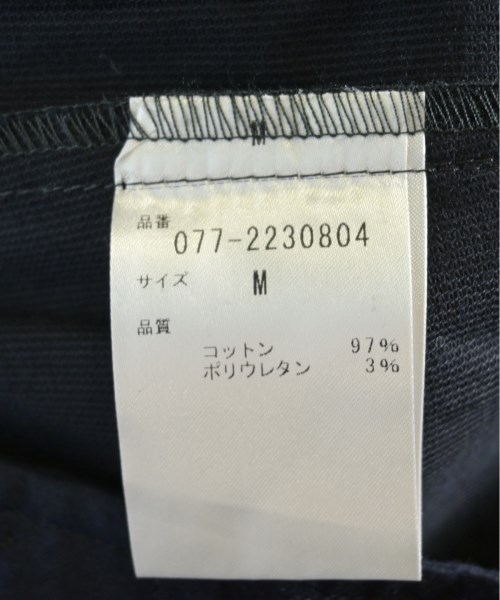 M
品番
077-2230804
サイズ M
品質
コットン 97%
ポリウレタン 3%